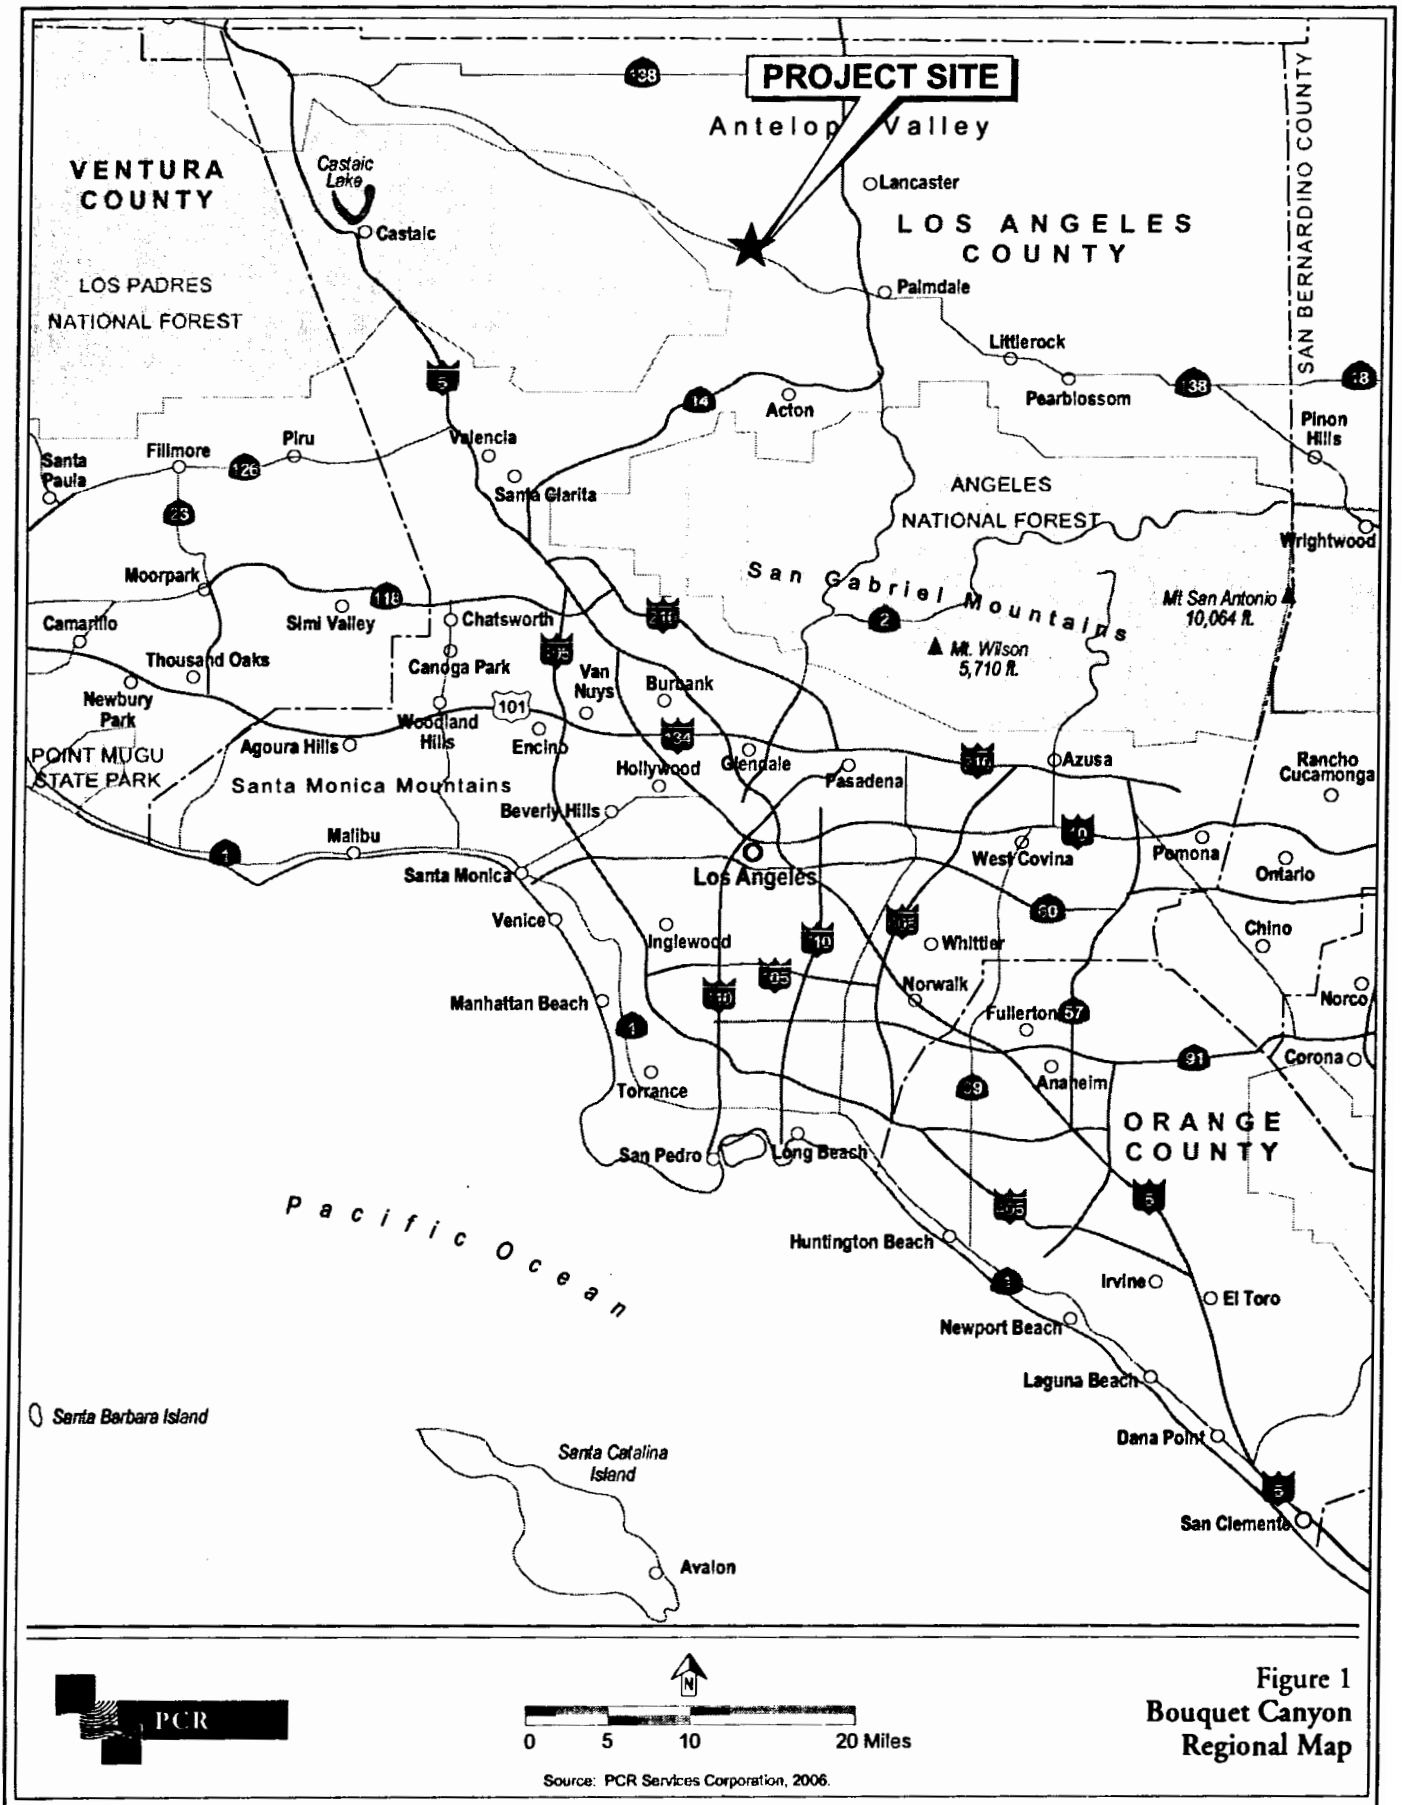 138
PROJECT SITE
Antelop Valley
SAN BERNARDINO COUNTY
VENTURA
COUNTY
Castaic
Lake
Lancaster
LOS ANGELES
COUNTY
Castaic
LOS PADRES
NATIONAL FOREST
Palmdale
Littlerock
5
14
Acton
Pearblossom
138
18
Pinon
Hills
Santa
Paula
Fillmore
126
Piru
Valencia
Santa Clarita
23
ANGELES
NATIONAL FOREST
Wrightwood
Moorpark
118
San Gabriel Mountains
Mt San Antonio
10,064 ft.
Camarillo
Simi Valley
Chatsworth
210
2
Mt. Wilson
5,710 ft.
Thousand Oaks
Canoga Park
405
Van
Nuys
Burbank
Newbury
Park
101
Woodland
Hills
Encino
134
POINT MUGU
STATE PARK
Agoura Hills
Hollywood
Glendale
Pasadena
210
Azusa
Rancho
Cucamonga
Santa Monica Mountains
Beverly Hills
1
Malibu
10
West Covina
Pomona
Ontario
Santa Monica
Los Angeles
60
Venice
Inglewood
Whittier
Chino
Manhattan Beach
105
Norwalk
Norco
1
Fullerton
57
91
Corona
Torrance
Anaheim
ORANGE
COUNTY
San Pedro
Long Beach
Pacific Ocean
405
5
Huntington Beach
Irvine
El Toro
Newport Beach
Laguna Beach
Santa Barbara Island
Dana Point
Santa Catalina
Island
5
San Clemente
Avalon
N
PCR
0 5 10 20 Miles
Source: PCR Services Corporation, 2006.
Figure 1
Bouquet Canyon
Regional Map